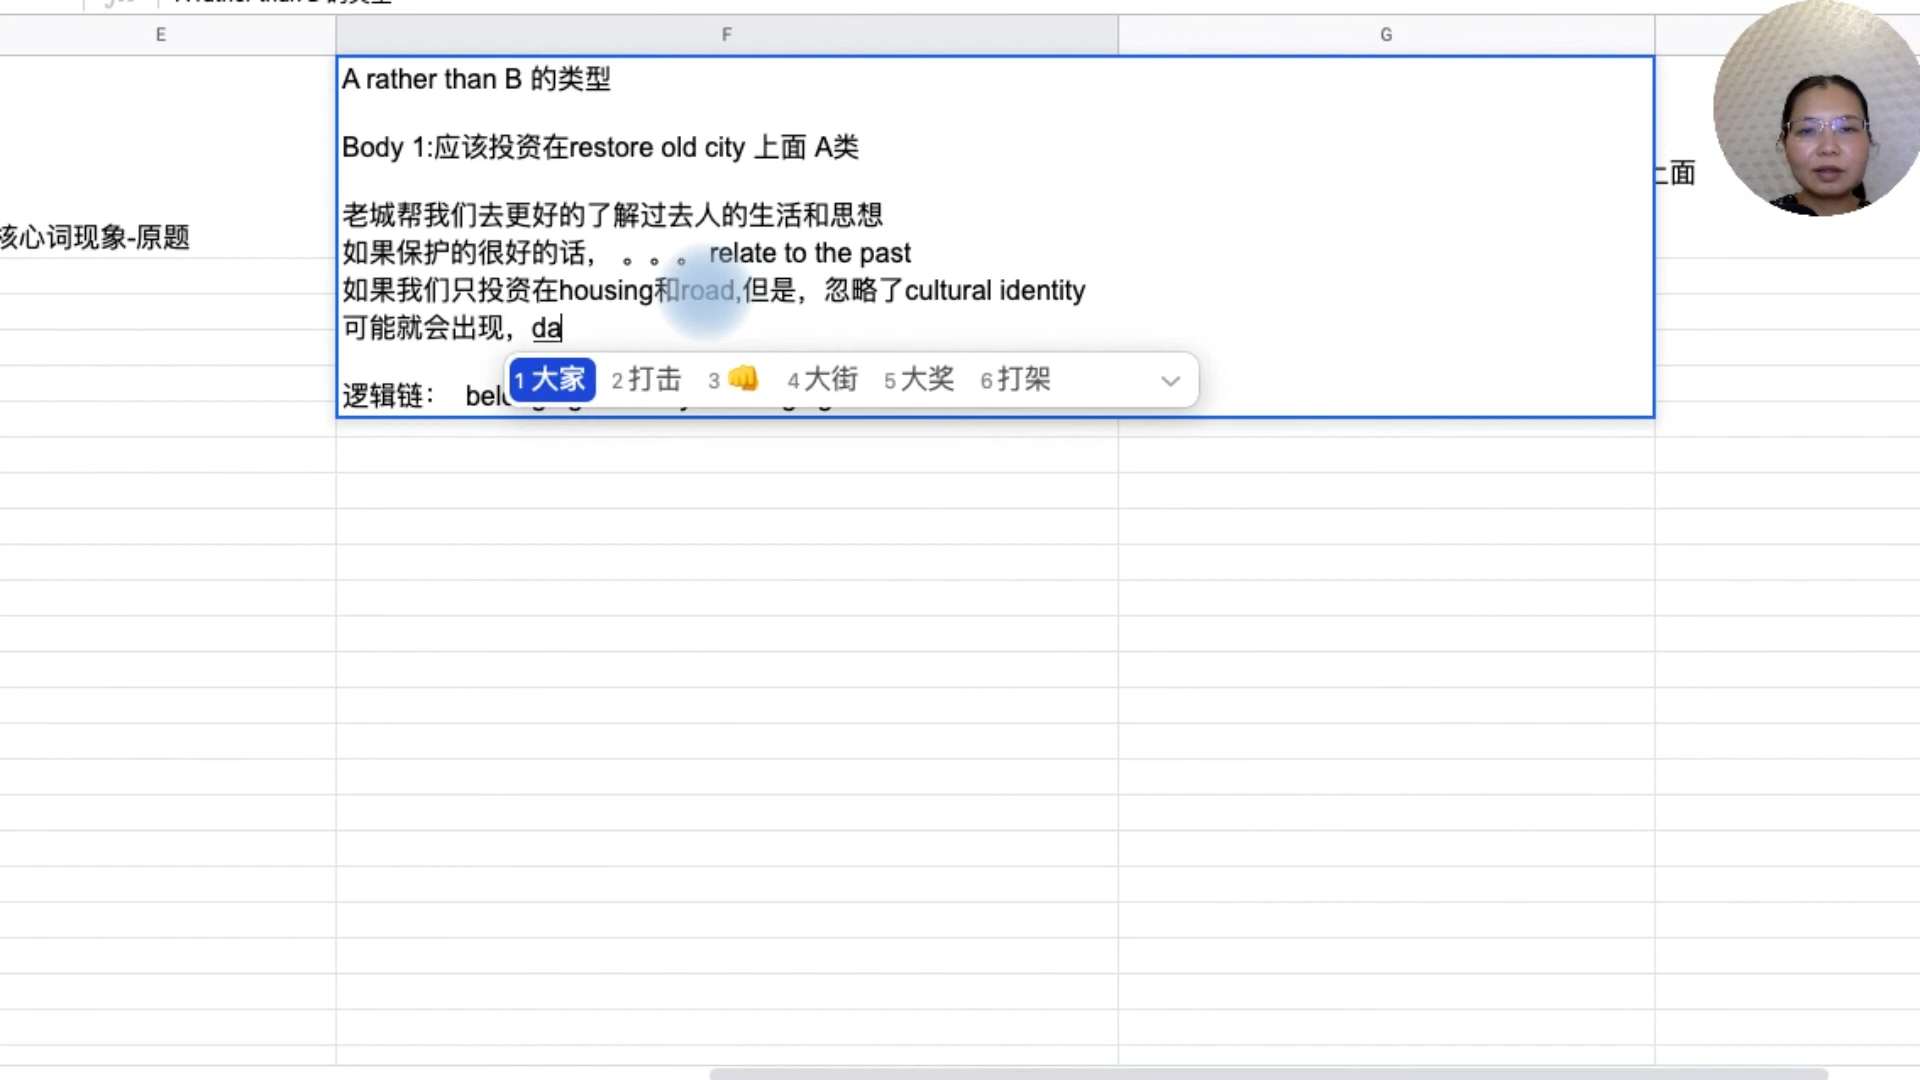 A rather than B 的类型
E
F
G
A rather than B 的类型
Body 1:应该投资在restore old city 上面 A类
上面
老城帮我们去更好的了解过去人的生活和思想
核心词现象-原题
如果保护的很好的话，。。。 relate to the past
如果我们只投资在housing和road,但是，忽略了cultural identity
可能就会出现，da
1 大家 2 打击 3 👊 4 大街 5 大奖 6 打架
逻辑链：